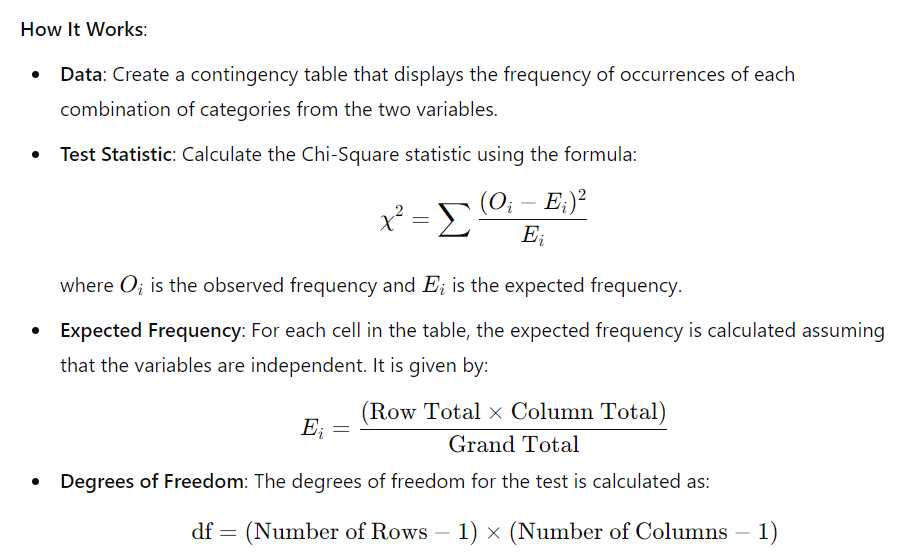 How It Works:
• Data: Create a contingency table that displays the frequency of occurrences of each
combination of categories from the two variables.
• Test Statistic: Calculate the Chi-Square statistic using the formula:
χ² = ∑ (Oᵢ − Eᵢ)² / Eᵢ
where Oᵢ is the observed frequency and Eᵢ is the expected frequency.
• Expected Frequency: For each cell in the table, the expected frequency is calculated assuming
that the variables are independent. It is given by:
Eᵢ = (Row Total × Column Total) / Grand Total
• Degrees of Freedom: The degrees of freedom for the test is calculated as:
df = (Number of Rows − 1) × (Number of Columns − 1)